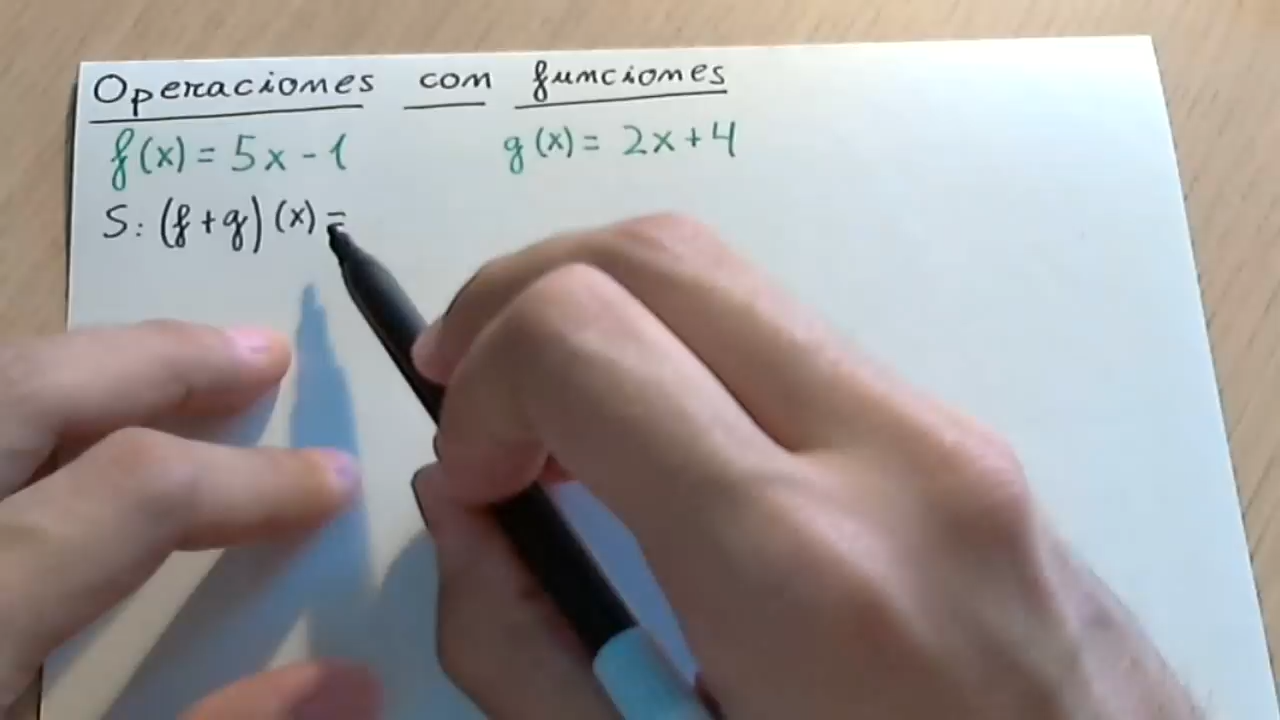 Operaciones con funciones
f(x) = 5x - 1 g(x) = 2x + 4
S: (f + g) (x) =